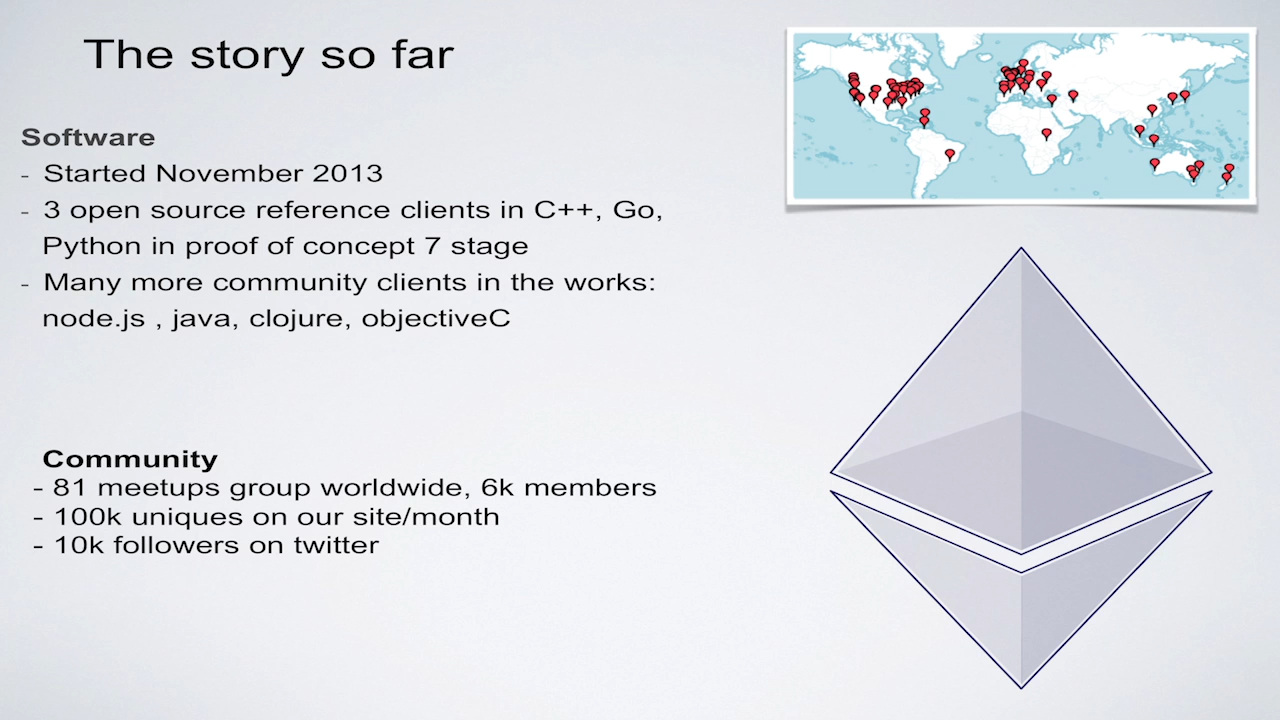 The story so far
Software
- Started November 2013
- 3 open source reference clients in C++, Go,
Python in proof of concept 7 stage
- Many more community clients in the works:
node.js , java, clojure, objectiveC
Community
- 81 meetups group worldwide, 6k members
- 100k uniques on our site/month
- 10k followers on twitter